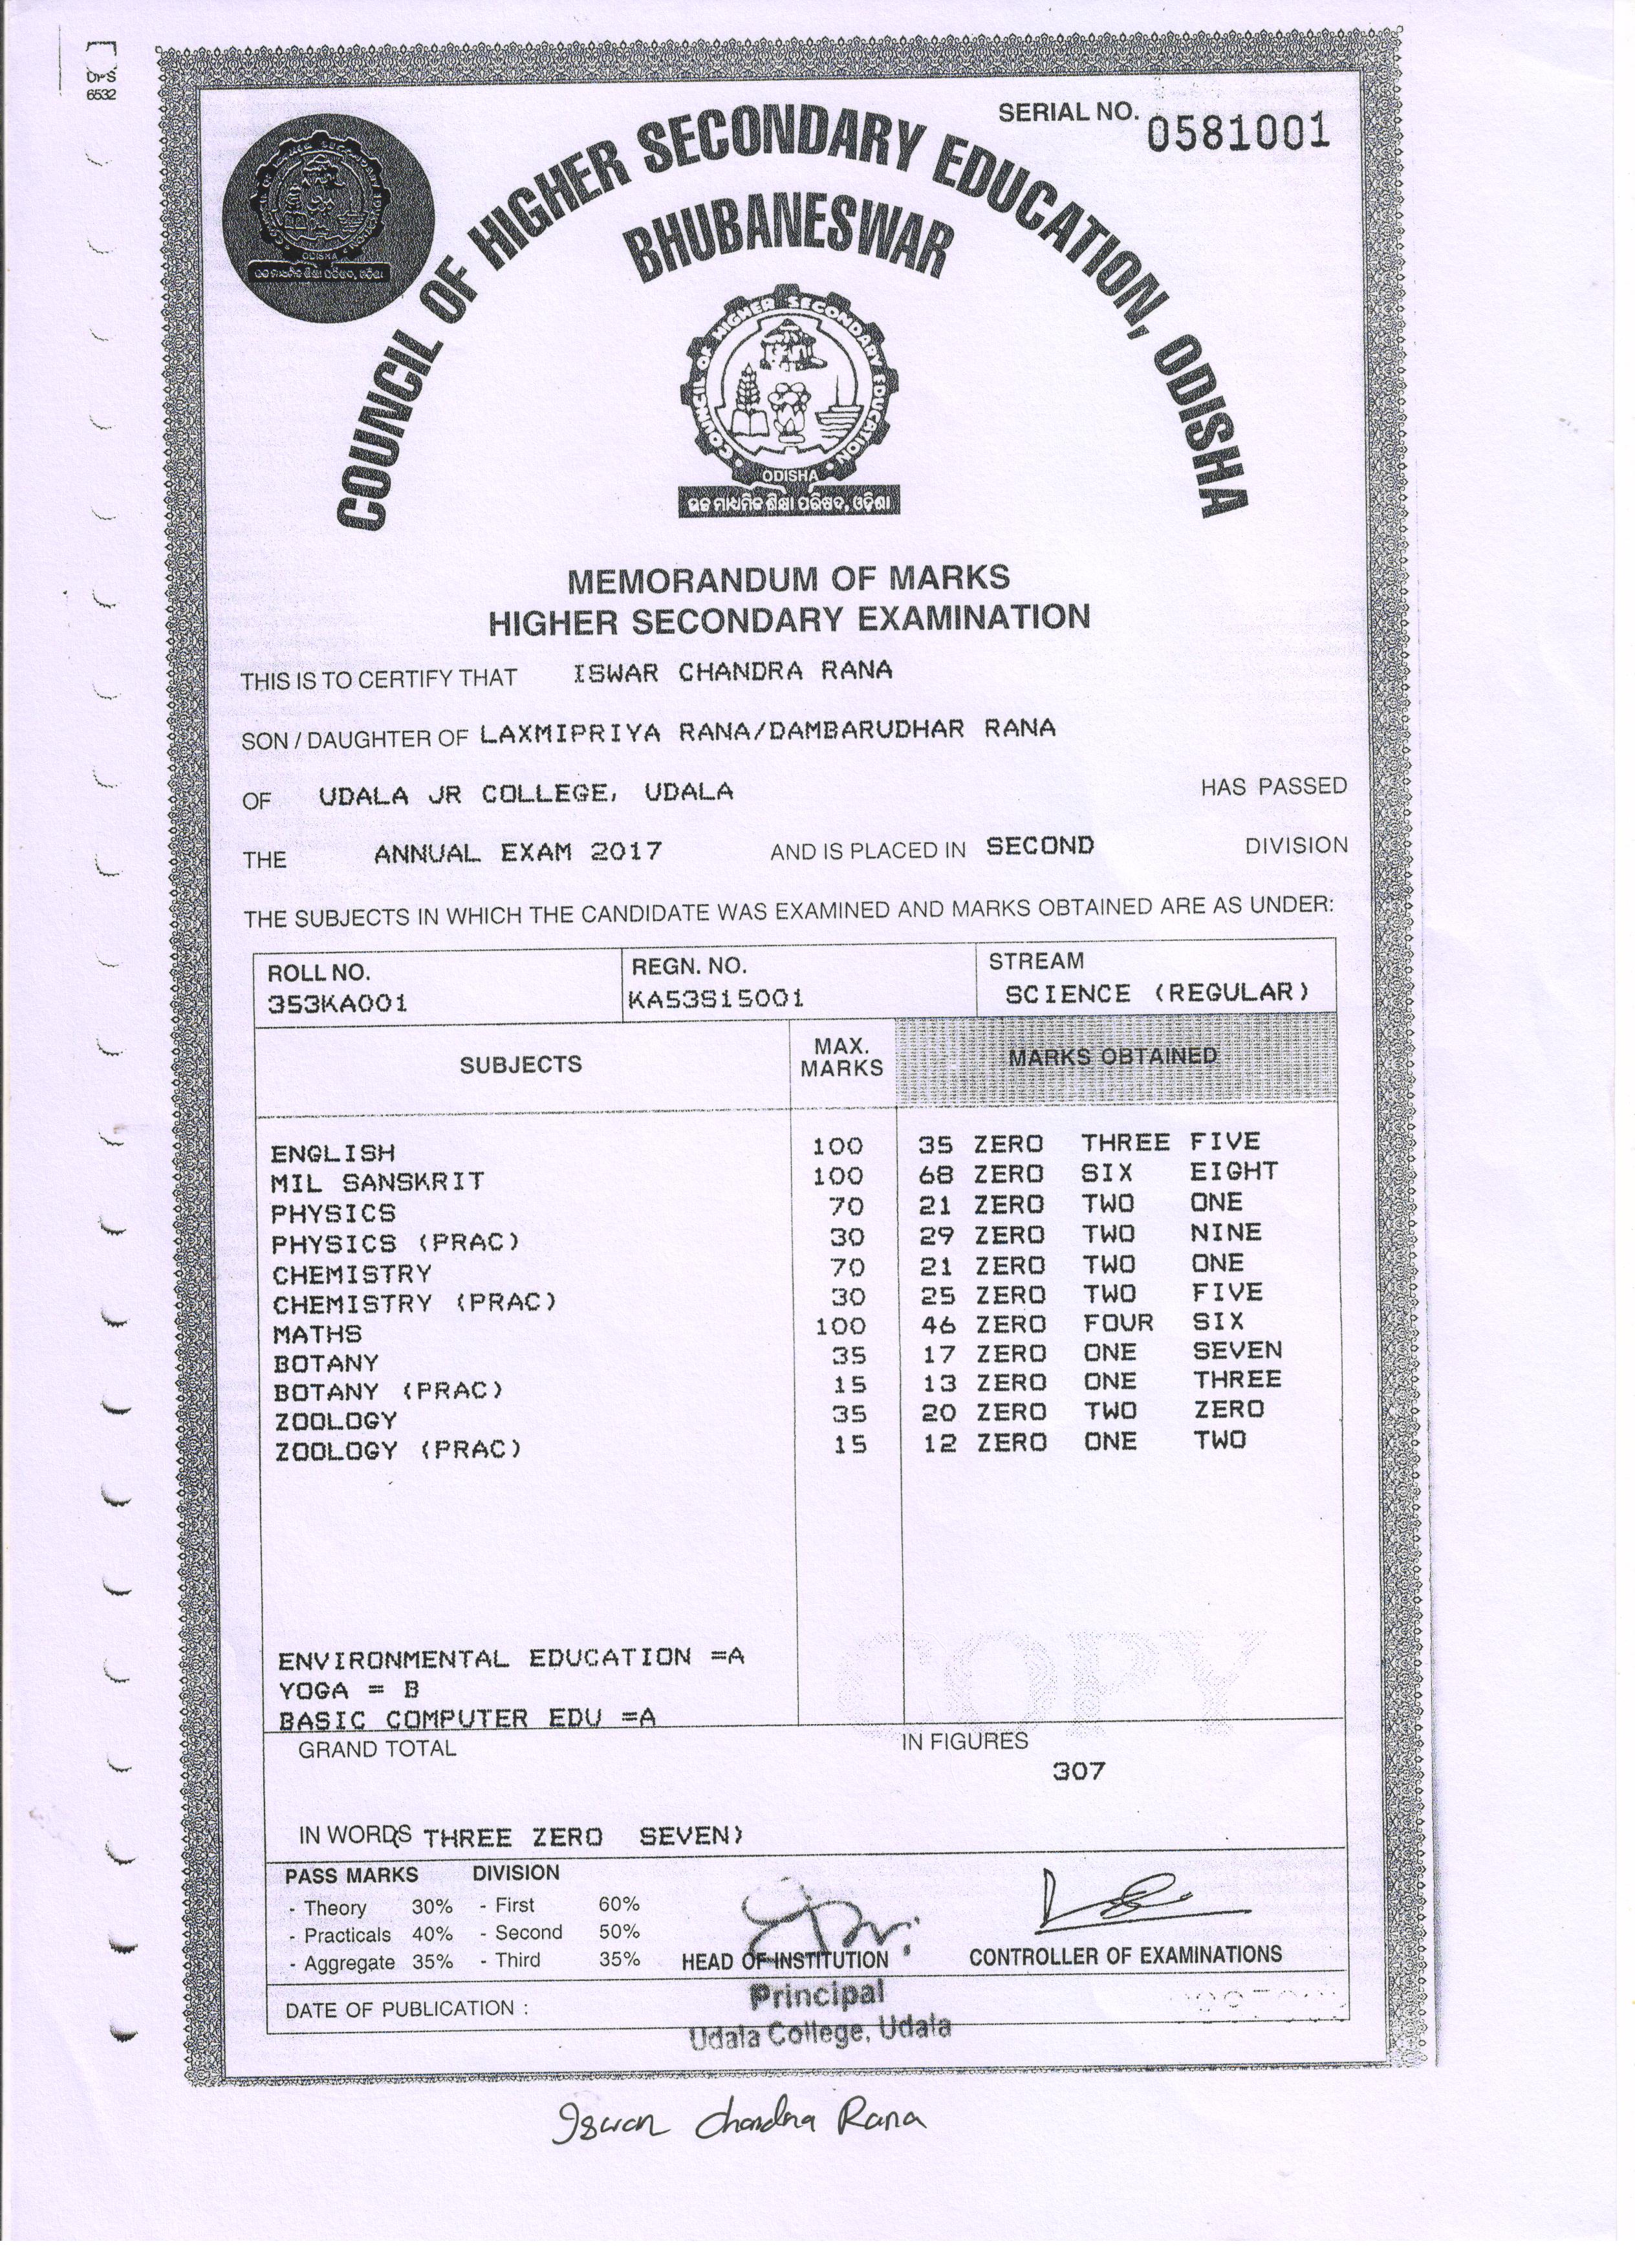 6532
SERIAL NO. 0581001
COUNCIL OF HIGHER SECONDARY EDUCATION, ODISHA
BHUBANESWAR
COUNCIL OF HIGHER SECONDARY EDUCATION
ODISHA
ଉଚ୍ଚ ମାଧ୍ୟମିକ ଶିକ୍ଷା ପରିଷଦ, ଓଡ଼ିଶା
MEMORANDUM OF MARKS
HIGHER SECONDARY EXAMINATION
THIS IS TO CERTIFY THAT ISWAR CHANDRA RANA
SON / DAUGHTER OF LAXMIPRIYA RANA/DAMBARUDHAR RANA
OF UDALA JR COLLEGE, UDALA HAS PASSED
THE ANNUAL EXAM 2017 AND IS PLACED IN SECOND DIVISION
THE SUBJECTS IN WHICH THE CANDIDATE WAS EXAMINED AND MARKS OBTAINED ARE AS UNDER:
ROLL NO. REGN. NO. STREAM
353KA001 KA53S15001 SCIENCE (REGULAR)
SUBJECTS MAX. MARKS MARKS OBTAINED
ENGLISH 100 35 ZERO THREE FIVE
MIL SANSKRIT 100 68 ZERO SIX EIGHT
PHYSICS 70 21 ZERO TWO ONE
PHYSICS (PRAC) 30 29 ZERO TWO NINE
CHEMISTRY 70 21 ZERO TWO ONE
CHEMISTRY (PRAC) 30 25 ZERO TWO FIVE
MATHS 100 46 ZERO FOUR SIX
BOTANY 35 17 ZERO ONE SEVEN
BOTANY (PRAC) 15 13 ZERO ONE THREE
ZOOLOGY 35 20 ZERO TWO ZERO
ZOOLOGY (PRAC) 15 12 ZERO ONE TWO
COPY
ENVIRONMENTAL EDUCATION =A
YOGA = B
BASIC COMPUTER EDU =A
GRAND TOTAL IN FIGURES
307
IN WORDS (THREE ZERO SEVEN)
PASS MARKS DIVISION
- Theory 30% - First 60%
- Practicals 40% - Second 50%
- Aggregate 35% - Third 35%
HEAD OF INSTITUTION CONTROLLER OF EXAMINATIONS
Principal
DATE OF PUBLICATION :
Udala College, Udala
Iswar Chandra Rana